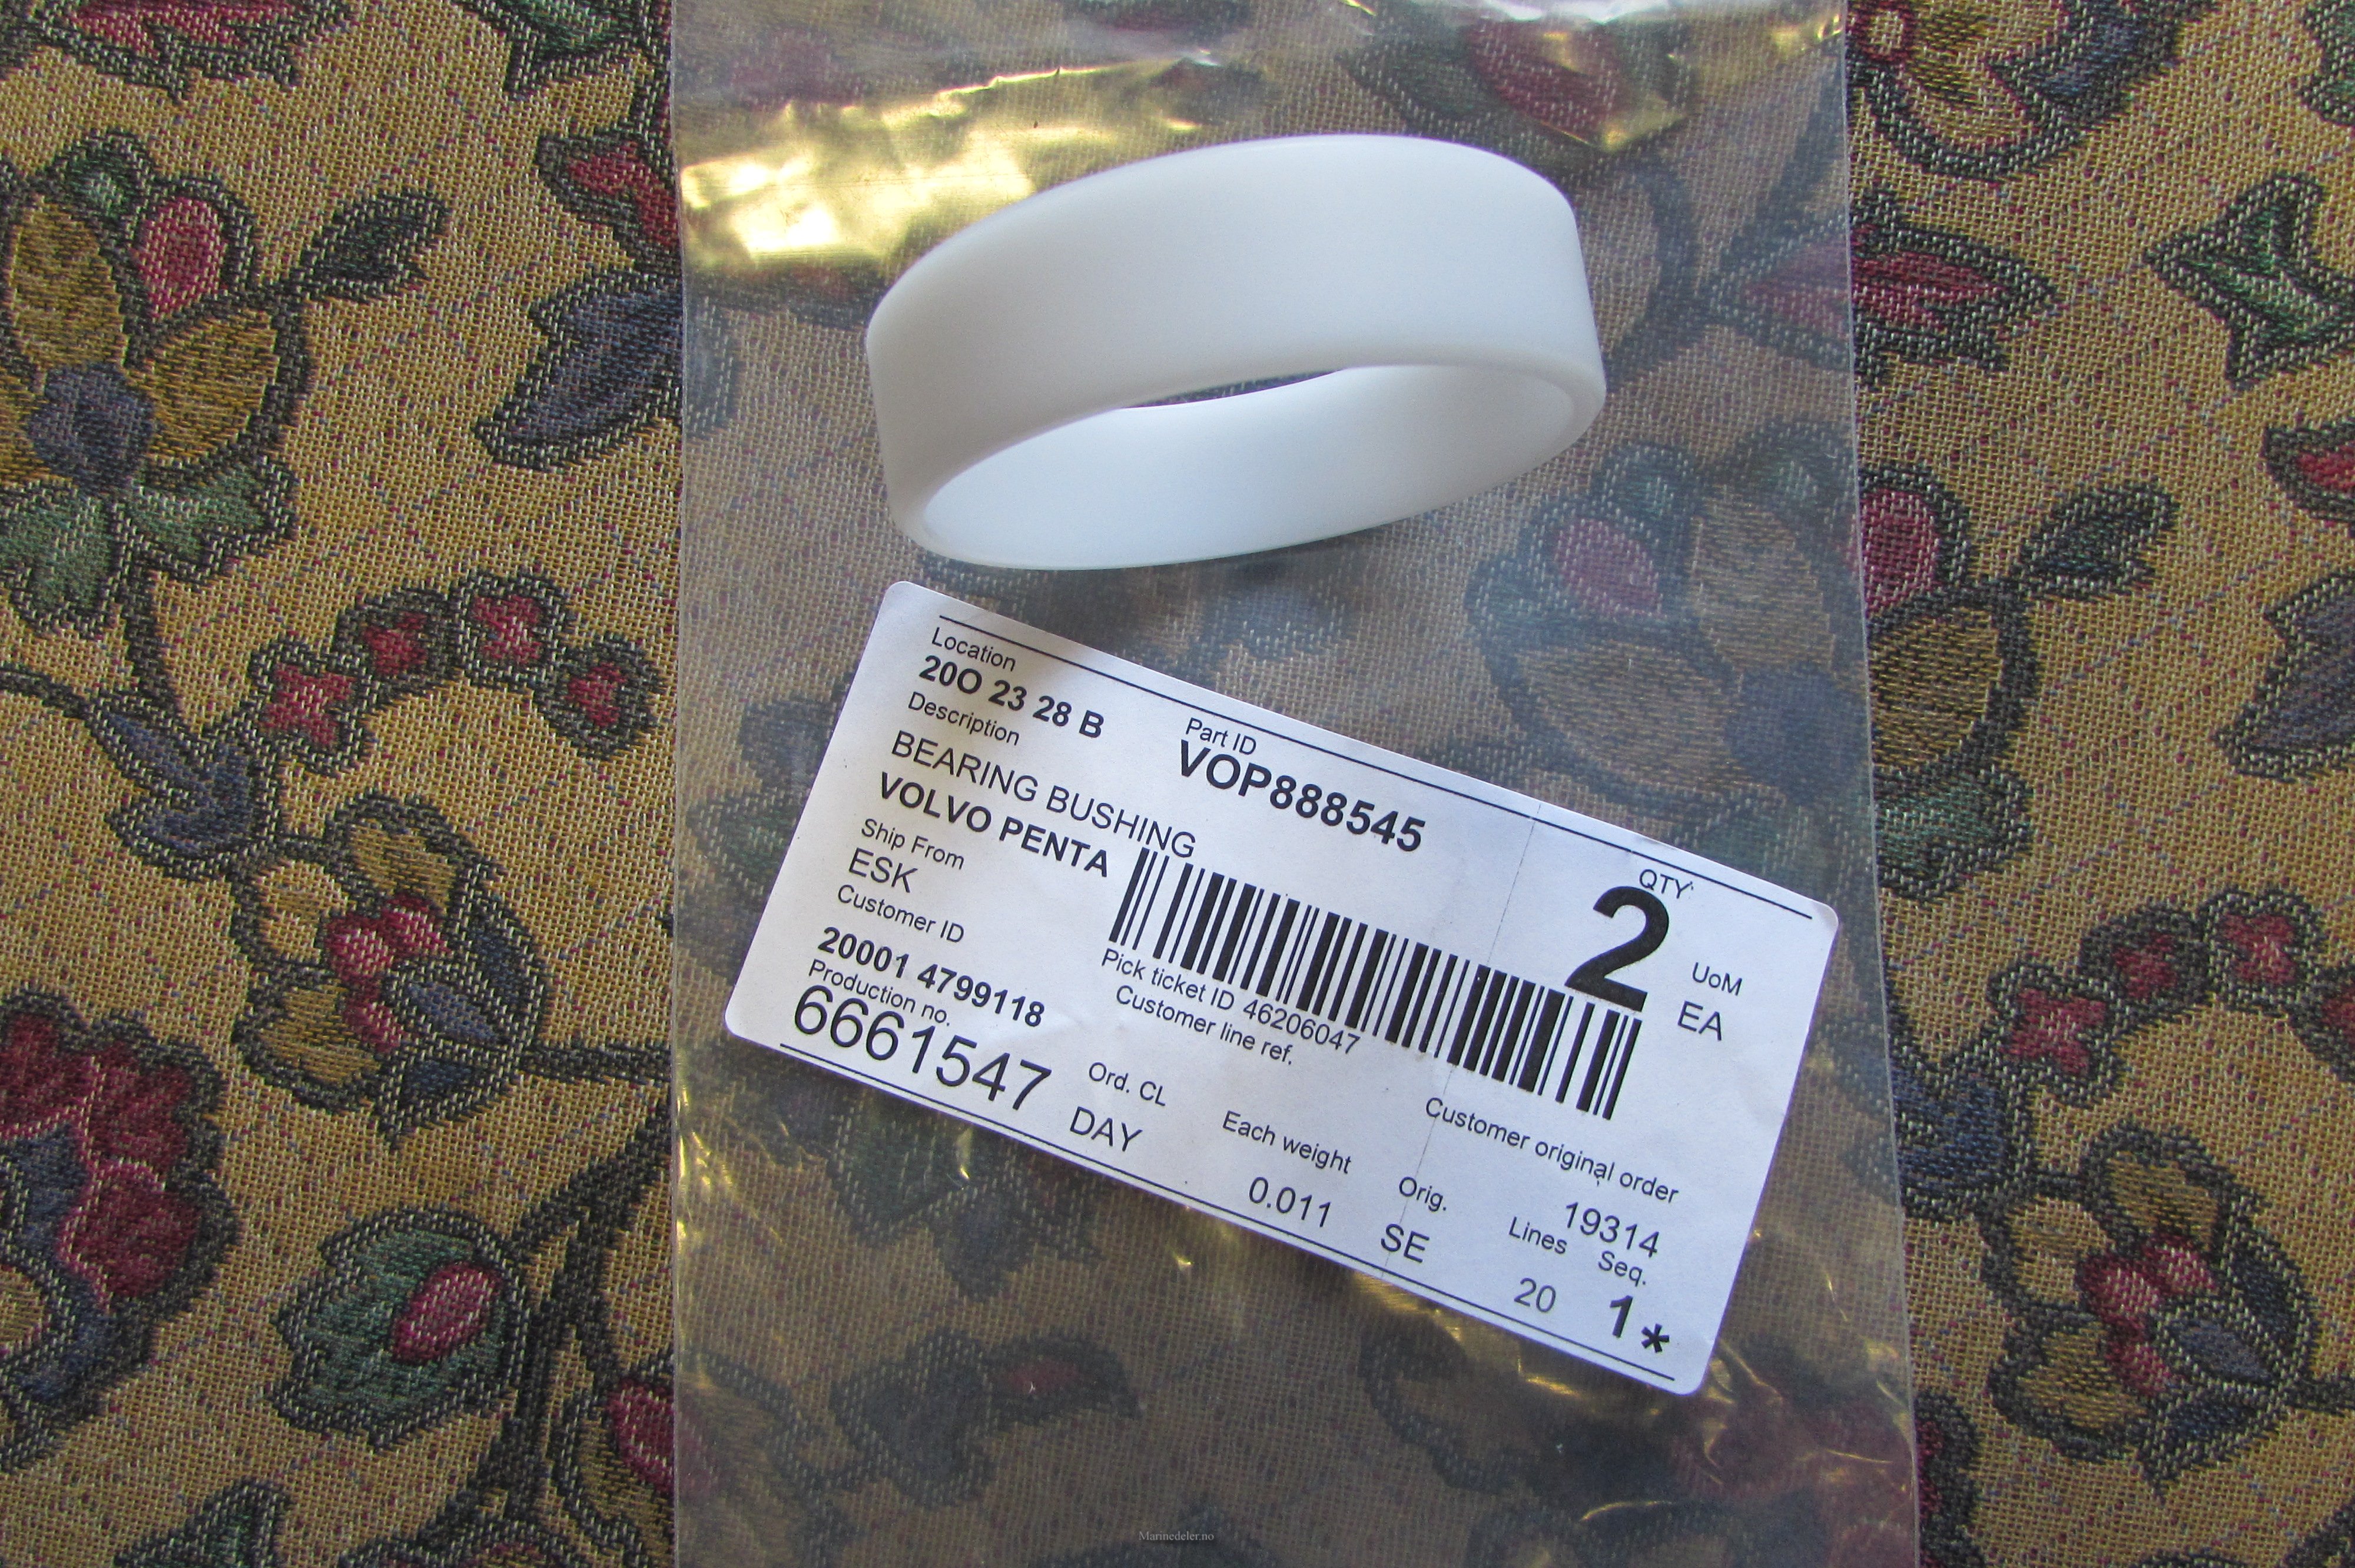 Location
20O 23 28 B
Part ID
VOP888545
Description
BEARING BUSHING
VOLVO PENTA
QTY
2
UoM
EA
Ship From
ESK
Customer ID
20001 4799118
Pick ticket ID 46206047
Customer line ref.
Production no.
6661547
Ord. CL
DAY
Each weight
0.011
Orig.
SE
Customer original order
19314
Lines
20
Seq.
1*
Marinedeler.no